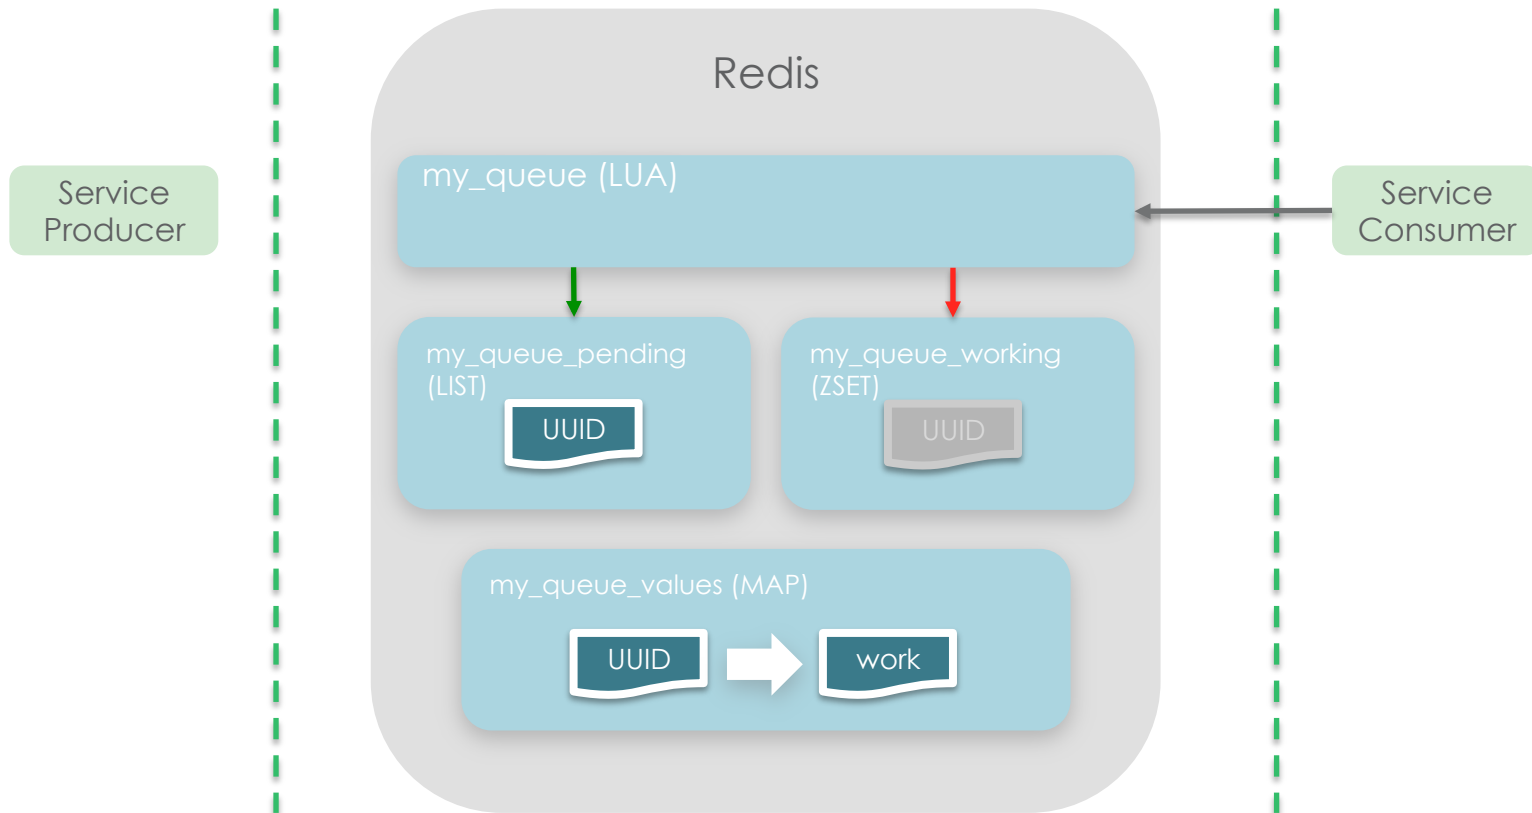 Redis
my_queue (LUA)
Service
Producer
Service
Consumer
my_queue_pending
(LIST)
UUID
my_queue_working
(ZSET)
UUID
my_queue_values (MAP)
UUID
work